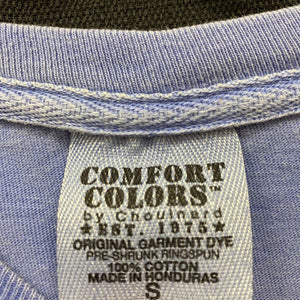 COMFORT
COLORS™
by Chouinard
★ EST. 1975 ★
ORIGINAL GARMENT DYE
PRE-SHRUNK RINGSPUN
100% COTTON
MADE IN HONDURAS
S